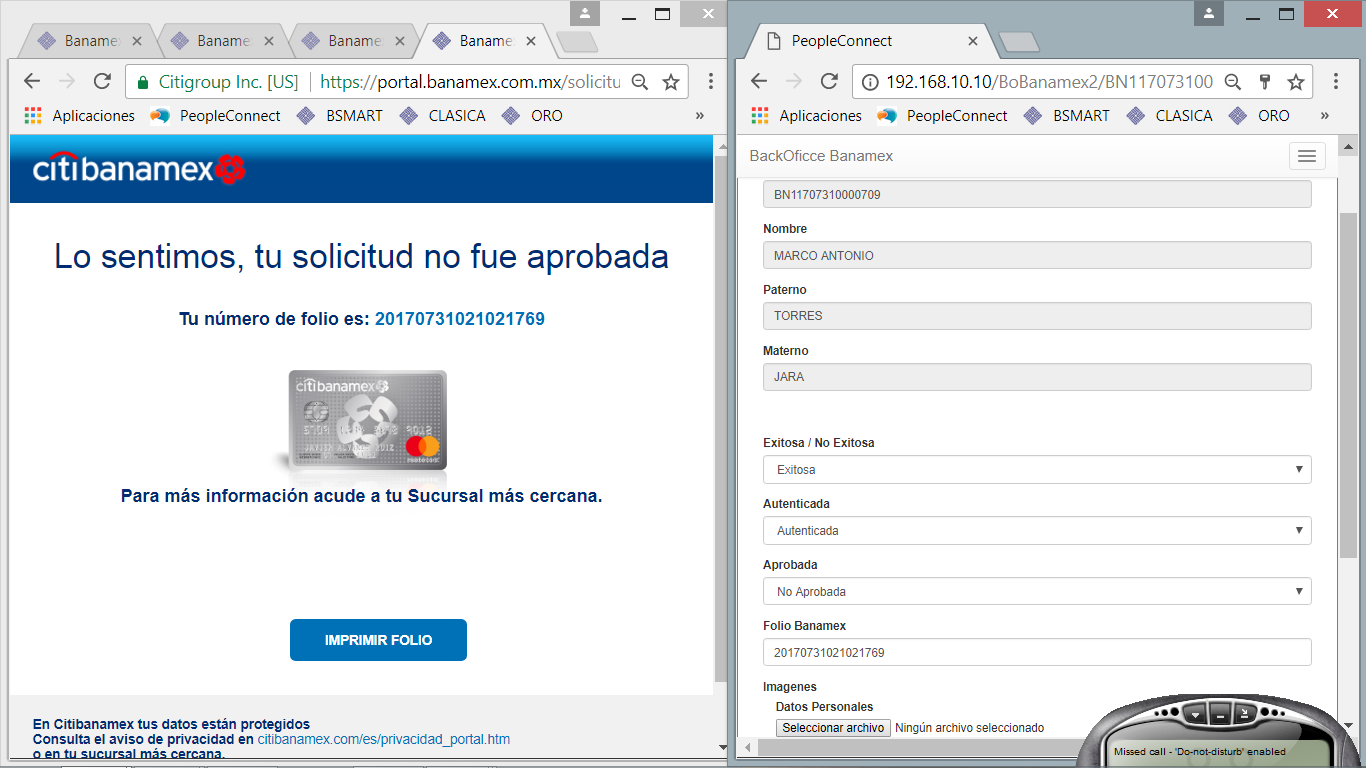 Baname
Baname
Baname
Baname
Citigroup Inc. [US]
https://portal.banamex.com.mx/solicitu
Aplicaciones
PeopleConnect
BSMART
CLASICA
ORO
»
citibanamex
Lo sentimos, tu solicitud no fue aprobada
Tu número de folio es: 20170731021021769
citibanamex
Para más información acude a tu Sucursal más cercana.
IMPRIMIR FOLIO
En Citibanamex tus datos están protegidos
Consulta el aviso de privacidad en citibanamex.com/es/privacidad_portal.htm
o en tu sucursal más cercana.
PeopleConnect
192.168.10.10/BoBanamex2/BN117073100
Aplicaciones
PeopleConnect
BSMART
CLASICA
ORO
»
BackOficce Banamex
BN11707310000709
Nombre
MARCO ANTONIO
Paterno
TORRES
Materno
JARA
Exitosa / No Exitosa
Exitosa
Autenticada
Autenticada
Aprobada
No Aprobada
Folio Banamex
20170731021021769
Imagenes
Datos Personales
Seleccionar archivo
Ningún archivo seleccionado
Missed call - 'Do-not-disturb' enabled